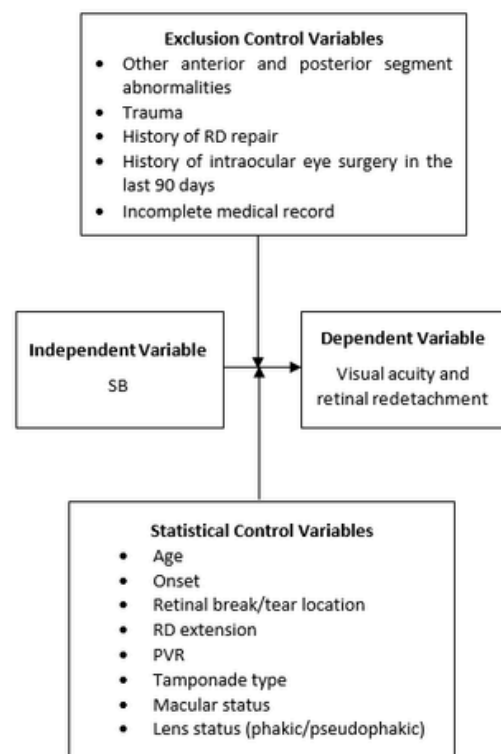 Exclusion Control Variables
• Other anterior and posterior segment
abnormalities
• Trauma
• History of RD repair
• History of intraocular eye surgery in the
last 90 days
• Incomplete medical record
Independent Variable
SB
Dependent Variable
Visual acuity and
retinal redetachment
Statistical Control Variables
• Age
• Onset
• Retinal break/tear location
• RD extension
• PVR
• Tamponade type
• Macular status
• Lens status (phakic/pseudophakic)